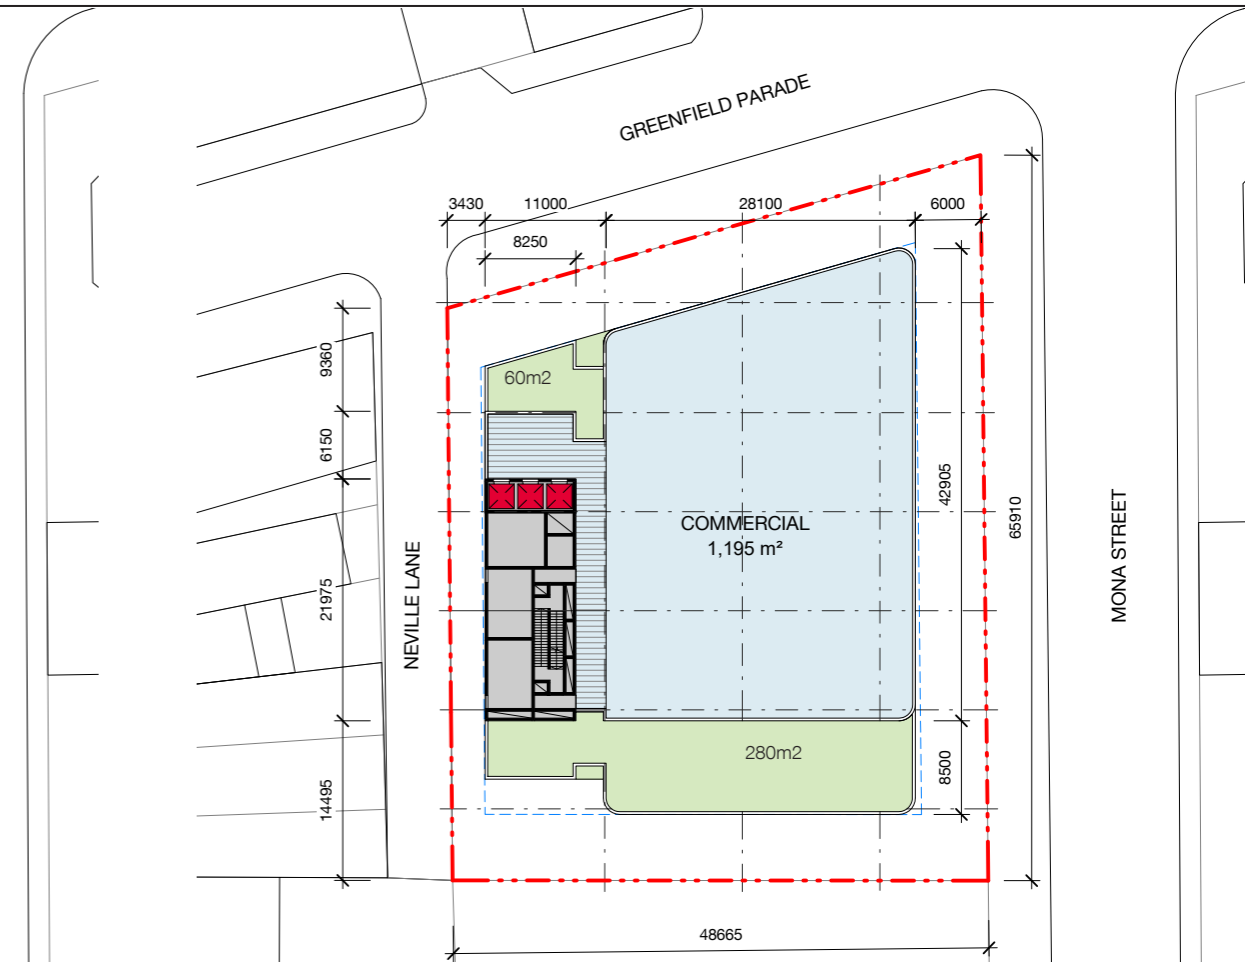 GREENFIELD PARADE
3430
11000
28100
6000
8250
9360
60m2
6150
42905
65910
COMMERCIAL
1,195 m²
MONA STREET
NEVILLE LANE
21975
280m2
8500
14495
48665